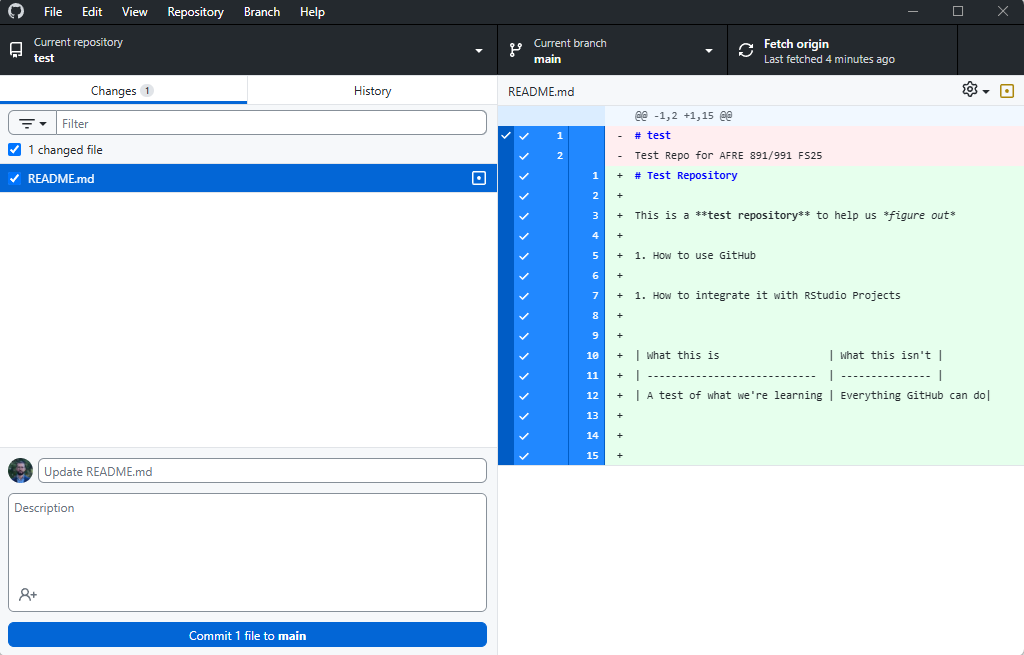 File Edit View Repository Branch Help
Current repository
test
Current branch
main
Fetch origin
Last fetched 4 minutes ago
Changes 1
History
Filter
1 changed file
README.md
Update README.md
Description
Commit 1 file to main
README.md
@@ -1,2 +1,15 @@
1 - # test
2 - Test Repo for AFRE 891/991 FS25
1 + # Test Repository
2 +
3 + This is a **test repository** to help us *figure out*
4 +
5 + 1. How to use GitHub
6 +
7 + 1. How to integrate it with RStudio Projects
8 +
9 +
10 + | What this is                  | What this isn't |
11 + | ----------------------------  | --------------- |
12 + | A test of what we're learning | Everything GitHub can do|
13 +
14 +
15 +